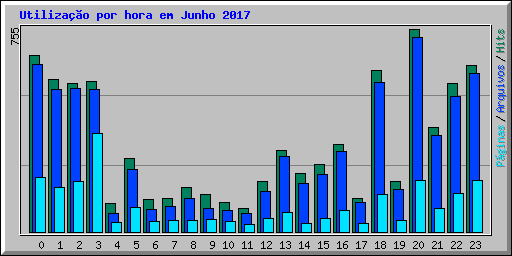 Utilização por hora em Junho 2017
755
Páginas / Arquivos / Hits
0 1 2 3 4 5 6 7 8 9 10 11 12 13 14 15 16 17 18 19 20 21 22 23